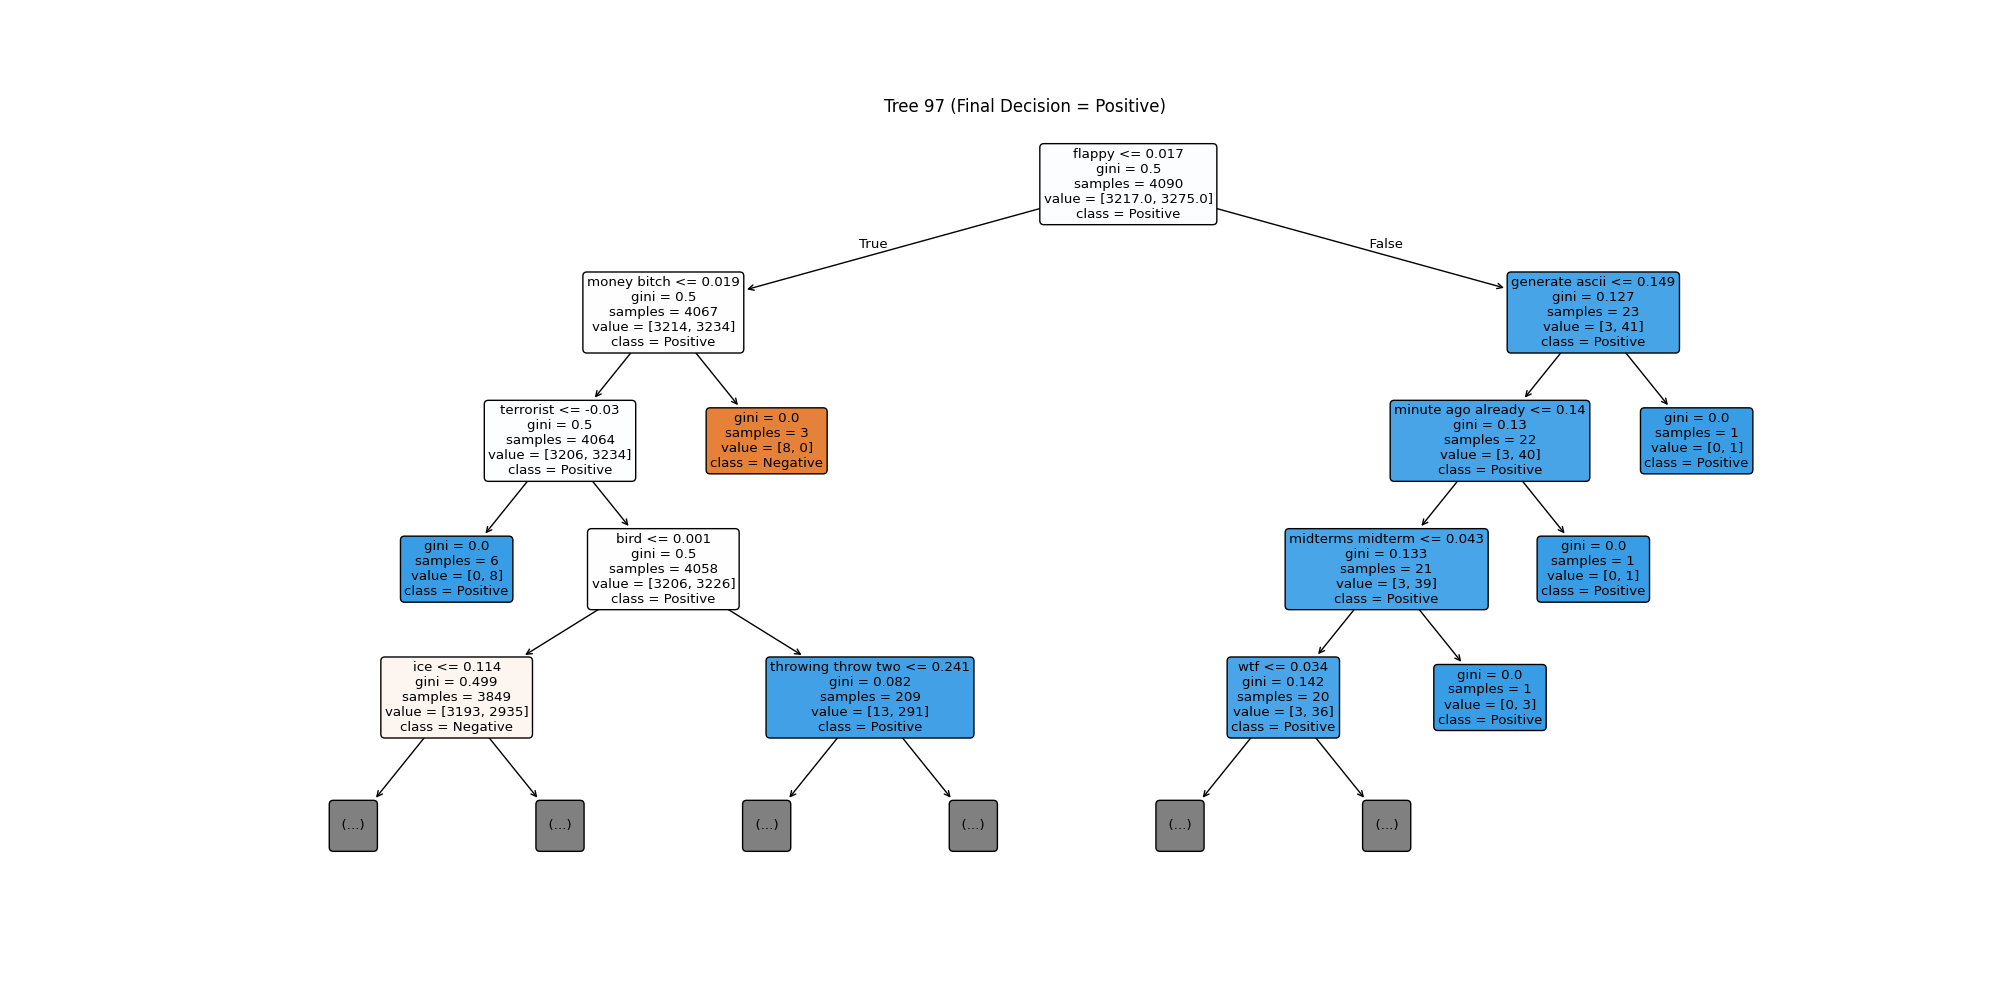 Tree 97 (Final Decision = Positive)
flappy <= 0.017
gini = 0.5
samples = 4090
value = [3217.0, 3275.0]
class = Positive
True
False
money bitch <= 0.019
gini = 0.5
samples = 4067
value = [3214, 3234]
class = Positive
generate ascii <= 0.149
gini = 0.127
samples = 23
value = [3, 41]
class = Positive
terrorist <= -0.03
gini = 0.5
samples = 4064
value = [3206, 3234]
class = Positive
gini = 0.0
samples = 3
value = [8, 0]
class = Negative
minute ago already <= 0.14
gini = 0.13
samples = 22
value = [3, 40]
class = Positive
gini = 0.0
samples = 1
value = [0, 1]
class = Positive
gini = 0.0
samples = 6
value = [0, 8]
class = Positive
bird <= 0.001
gini = 0.5
samples = 4058
value = [3206, 3226]
class = Positive
midterms midterm <= 0.043
gini = 0.133
samples = 21
value = [3, 39]
class = Positive
gini = 0.0
samples = 1
value = [0, 1]
class = Positive
ice <= 0.114
gini = 0.499
samples = 3849
value = [3193, 2935]
class = Negative
throwing throw two <= 0.241
gini = 0.082
samples = 209
value = [13, 291]
class = Positive
wtf <= 0.034
gini = 0.142
samples = 20
value = [3, 36]
class = Positive
gini = 0.0
samples = 1
value = [0, 3]
class = Positive
(...)
(...)
(...)
(...)
(...)
(...)